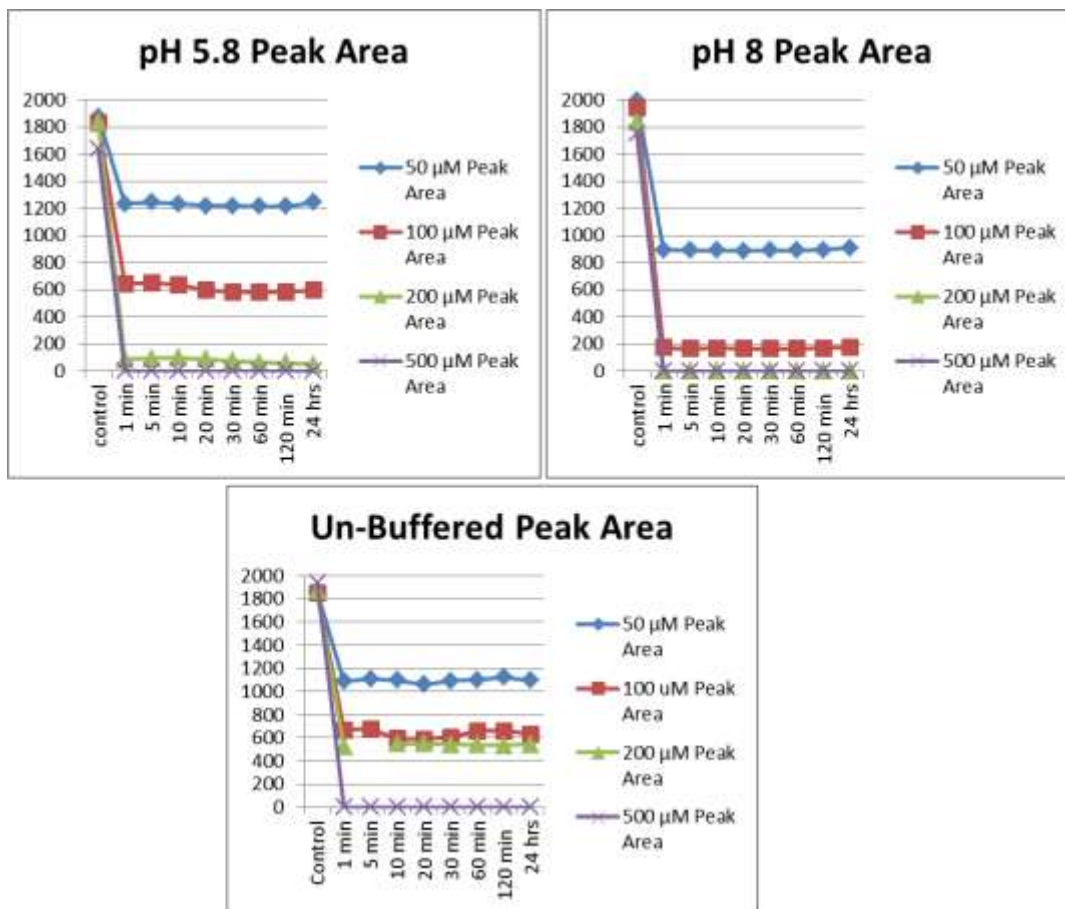 pH 5.8 Peak Area
2000
1800
1600
1400
1200
1000
800
600
400
200
0
control
1 min
5 min
10 min
20 min
30 min
60 min
120 min
24 hrs
50 µM Peak
Area
100 µM Peak
Area
200 µM Peak
Area
500 µM Peak
Area
pH 8 Peak Area
2000
1800
1600
1400
1200
1000
800
600
400
200
0
control
1 min
5 min
10 min
20 min
30 min
60 min
120 min
24 hrs
50 µM Peak
Area
100 µM Peak
Area
200 µM Peak
Area
500 µM Peak
Area
Un-Buffered Peak Area
2000
1800
1600
1400
1200
1000
800
600
400
200
0
Control
1 min
5 min
10 min
20 min
30 min
60 min
120 min
24 hrs
50 µM Peak
Area
100 uM Peak
Area
200 µM Peak
Area
500 µM Peak
Area